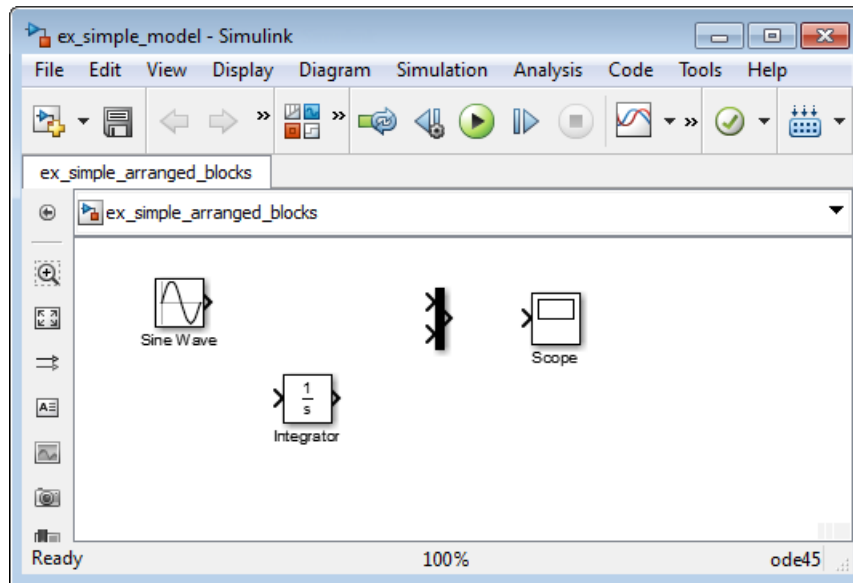 ex_simple_model - Simulink
File Edit View Display Diagram Simulation Analysis Code Tools Help
ex_simple_arranged_blocks
ex_simple_arranged_blocks
Sine Wave
Scope
1
s
Integrator
Ready 100% ode45